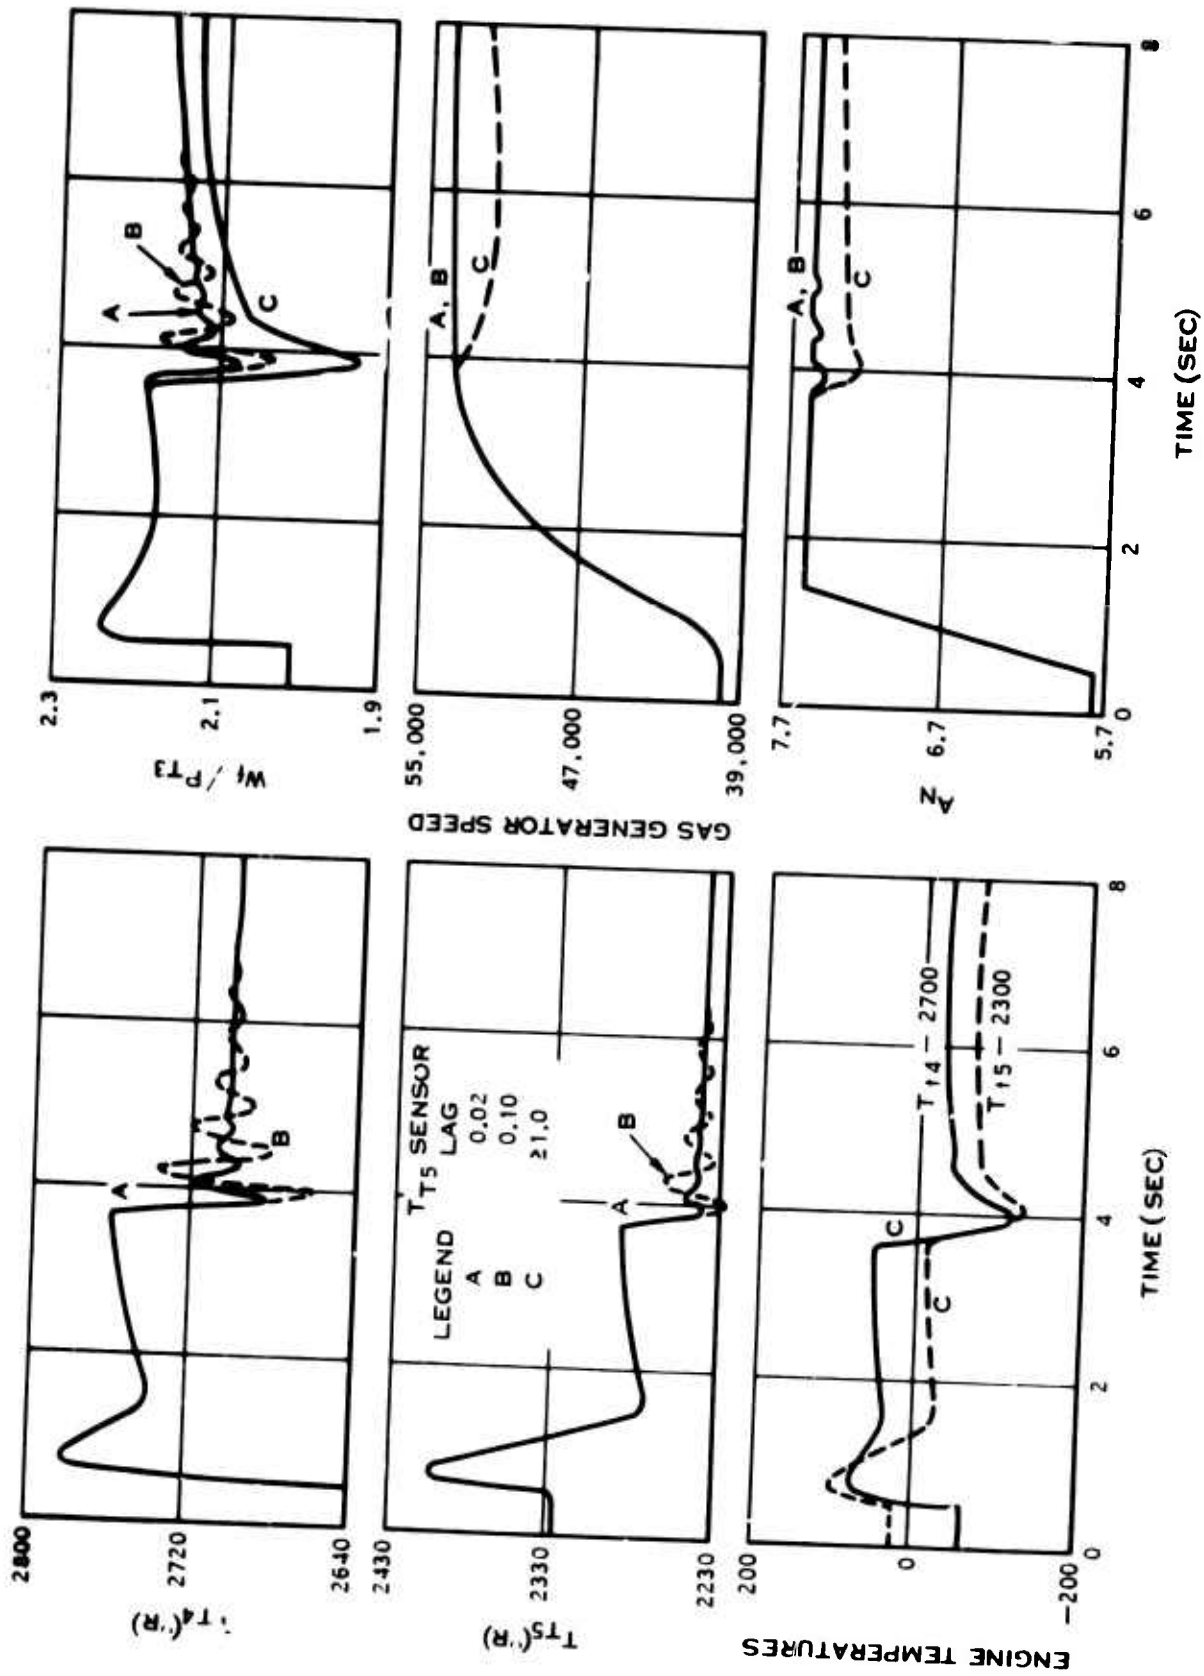 2800
2720
2640
T4(°R)
A
B
2430
2330
2230
TT5(°R)
LEGEND
TT5 SENSOR LAG
A 0.02
B 0.10
C ≥1.0
A
B
200
0
-200
ENGINE TEMPERATURES
C
C
Tt4 - 2700
Tt5 - 2300
0
2
4
6
8
TIME (SEC)
2.3
2.1
1.9
Wf / PT3
A
B
C
55,000
47,000
39,000
GAS GENERATOR SPEED
A, B
C
7.7
6.7
5.7
AN
A, B
C
0
2
4
6
8
TIME (SEC)